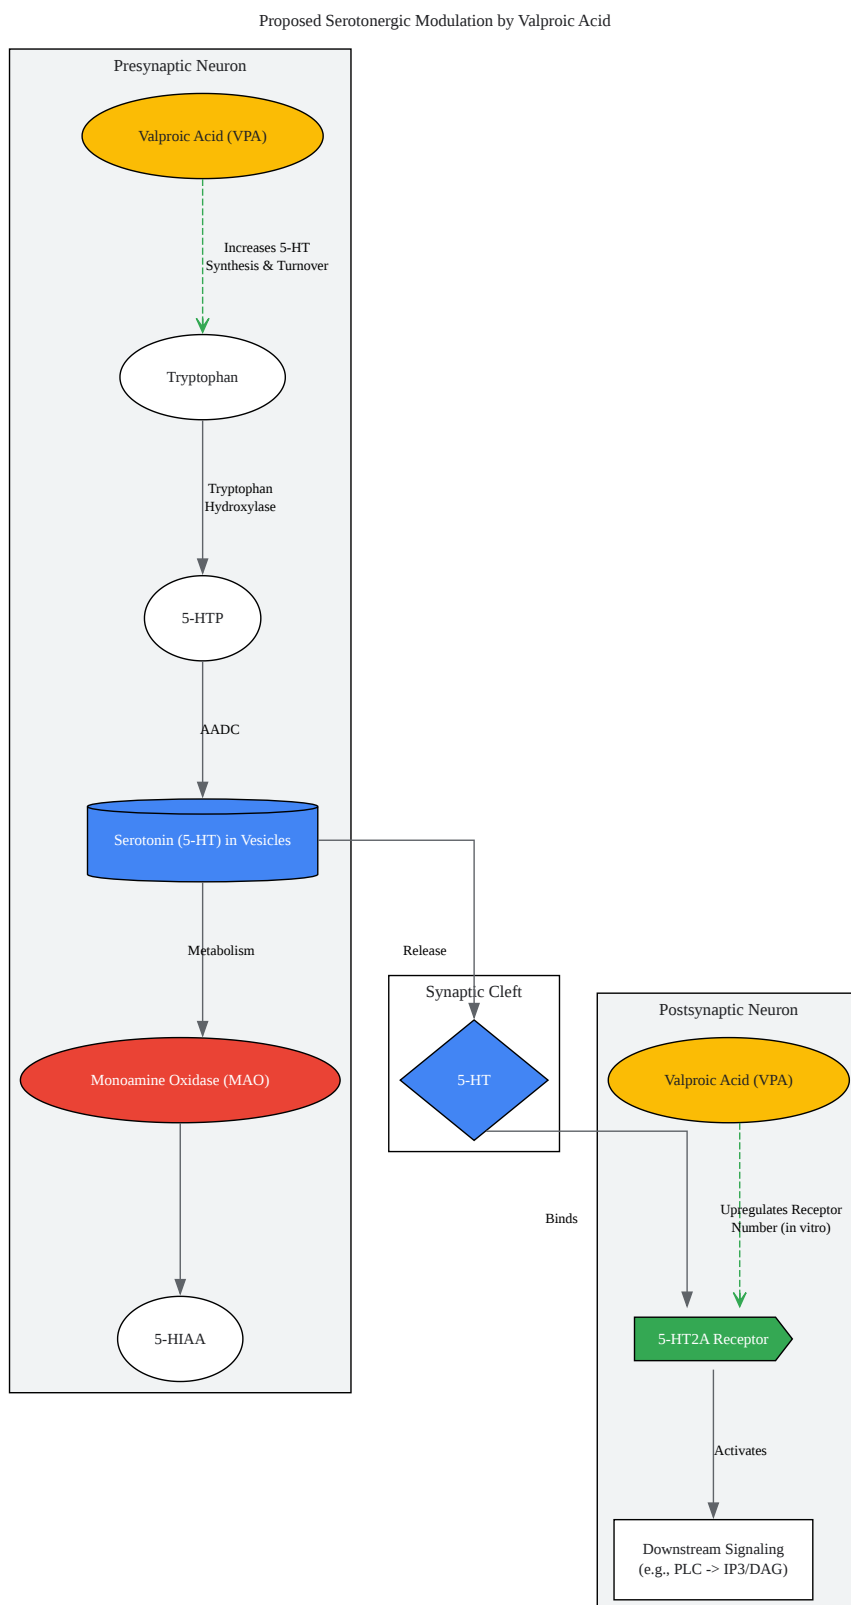 Proposed Serotonergic Modulation by Valproic Acid
Presynaptic Neuron
Valproic Acid (VPA)
Increases 5-HT
Synthesis & Turnover
Tryptophan
Tryptophan
Hydroxylase
5-HTP
AADC
Serotonin (5-HT) in Vesicles
Metabolism
Release
Monoamine Oxidase (MAO)
5-HIAA
Synaptic Cleft
5-HT
Binds
Postsynaptic Neuron
Valproic Acid (VPA)
Upregulates Receptor
Number (in vitro)
5-HT2A Receptor
Activates
Downstream Signaling
(e.g., PLC -> IP3/DAG)